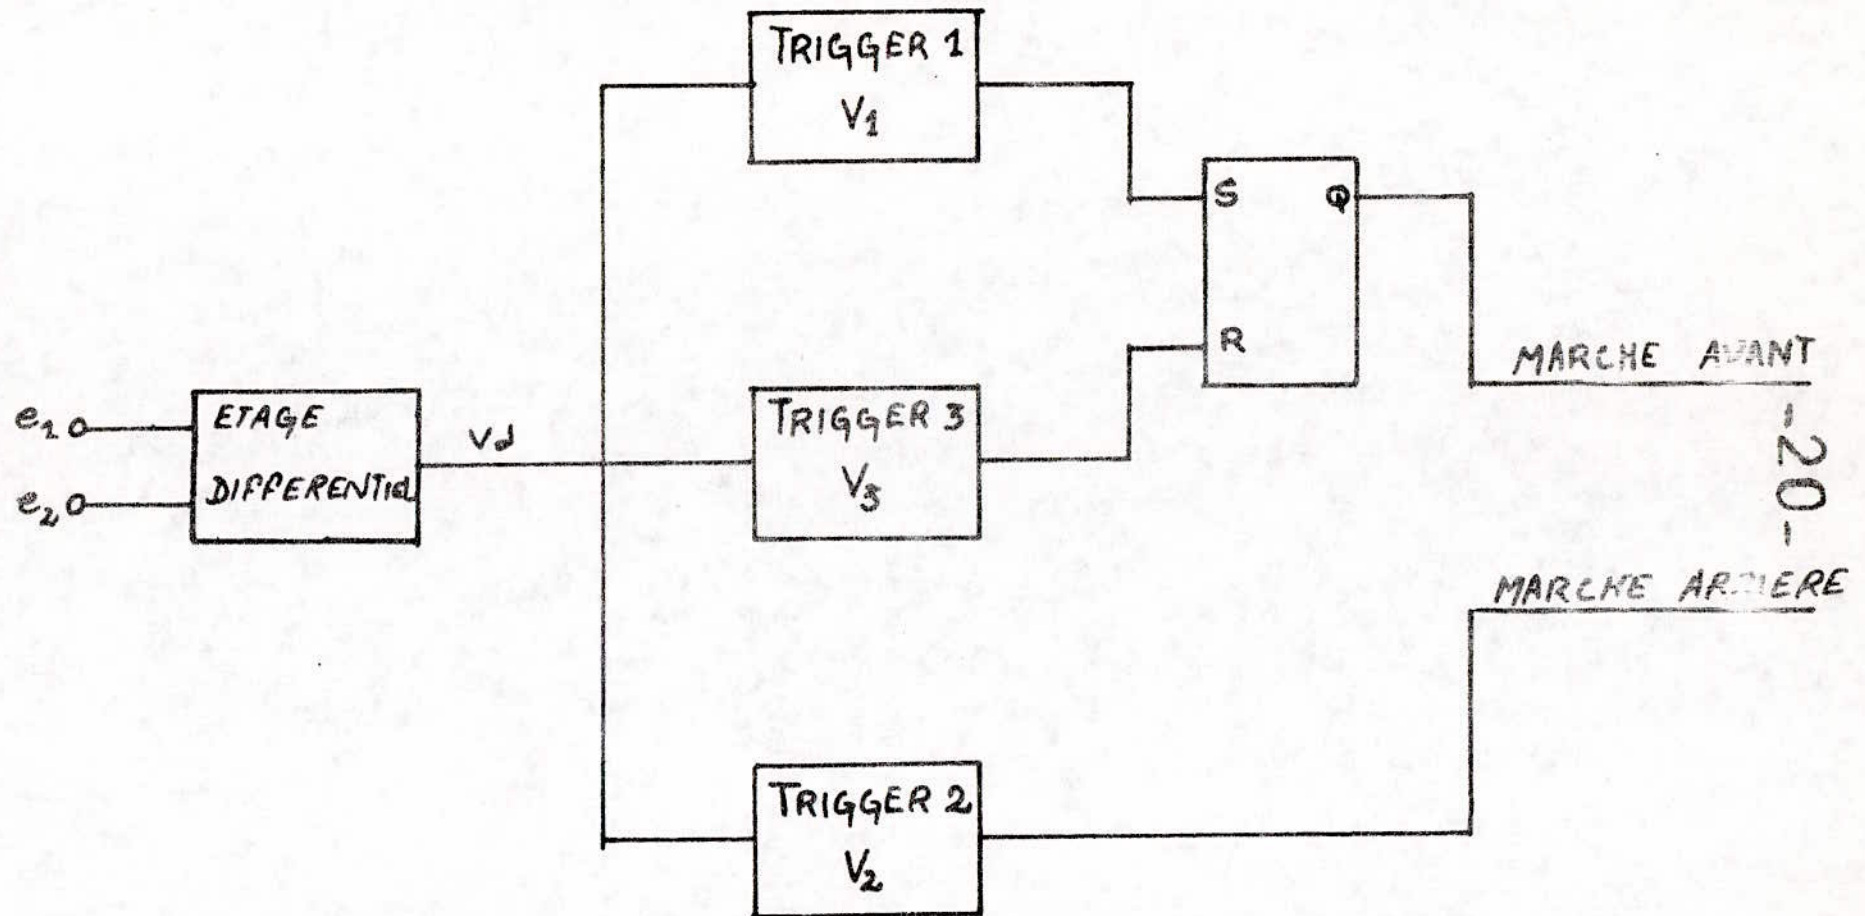 TRIGGER 1
V1
S
Q
R
MARCHE AVANT
e1
ETAGE
DIFFERENTIEL
e2
Vd
TRIGGER 3
V3
-20-
MARCHE ARRIERE
TRIGGER 2
V2